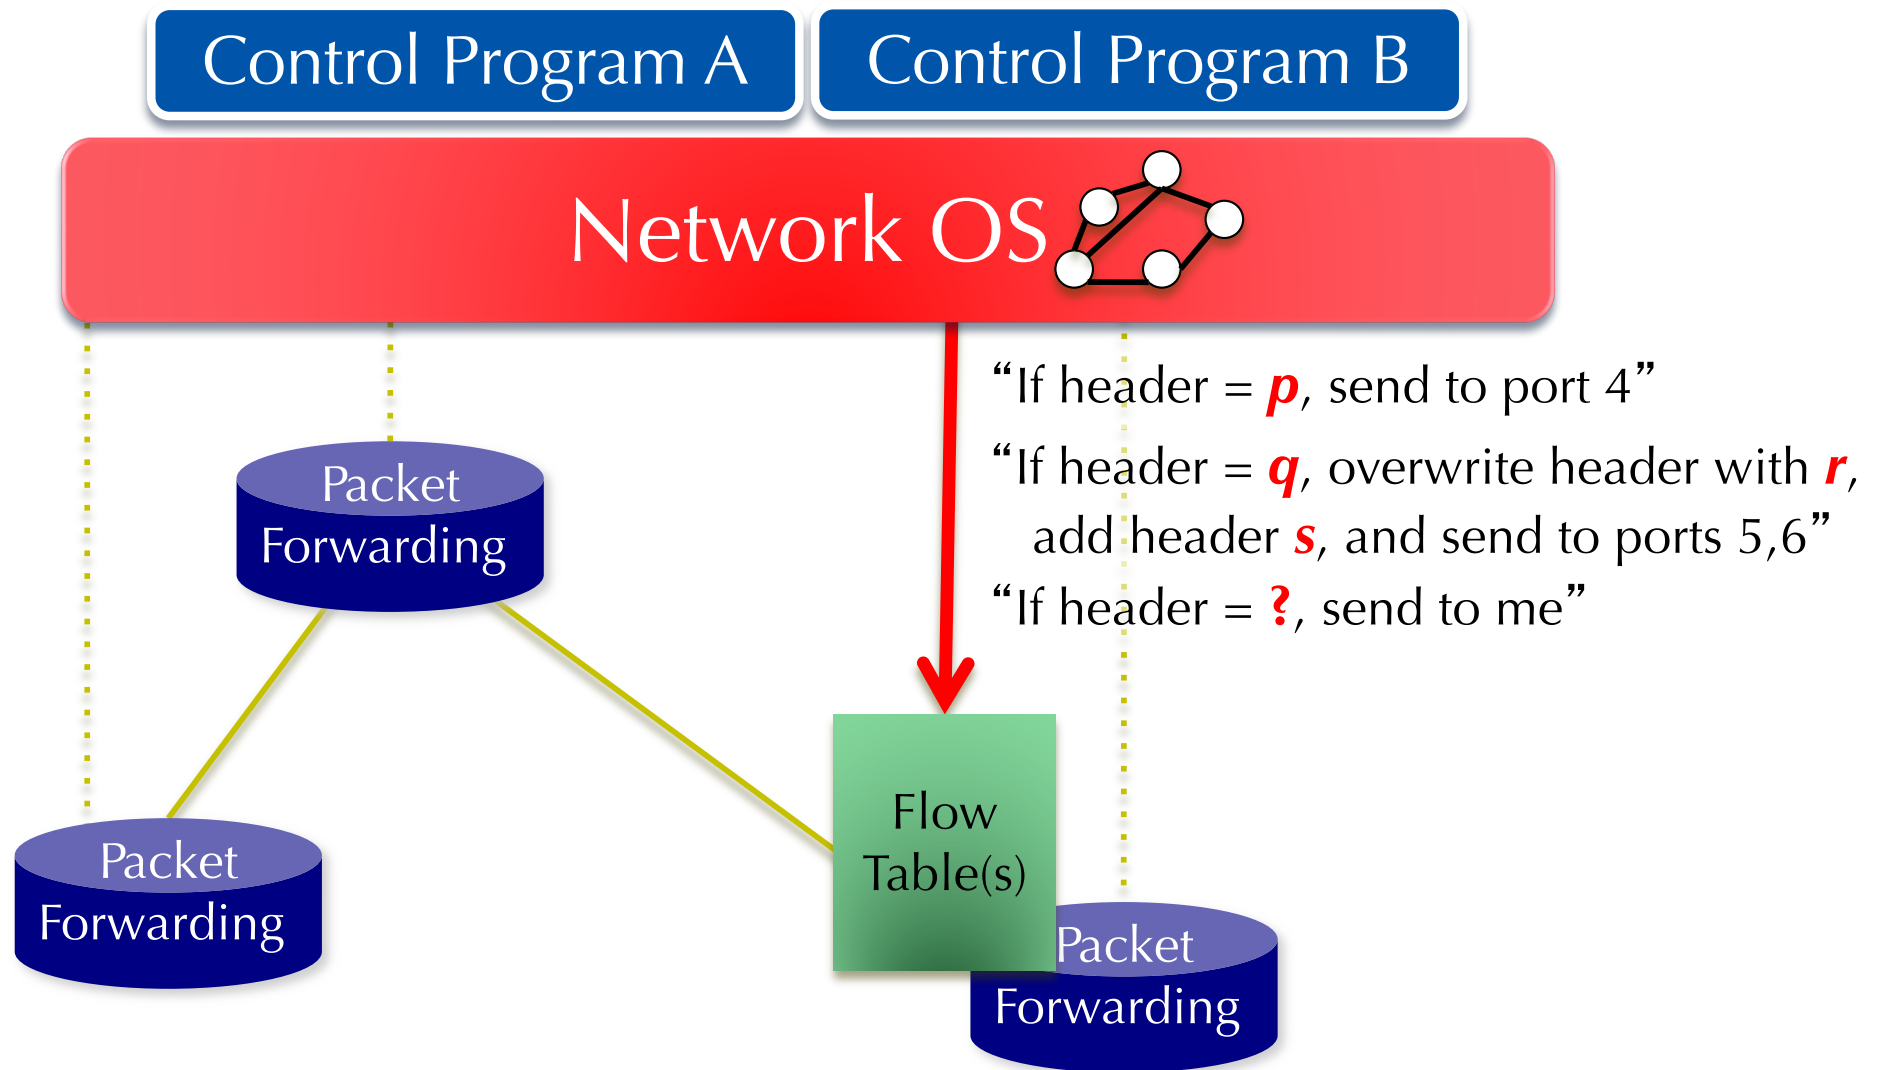 Control Program A
Control Program B
Network OS
“If header = p, send to port 4”
“If header = q, overwrite header with r,
add header s, and send to ports 5,6”
“If header = ?, send to me”
Packet
Forwarding
Flow
Table(s)
Packet
Forwarding
Packet
Forwarding